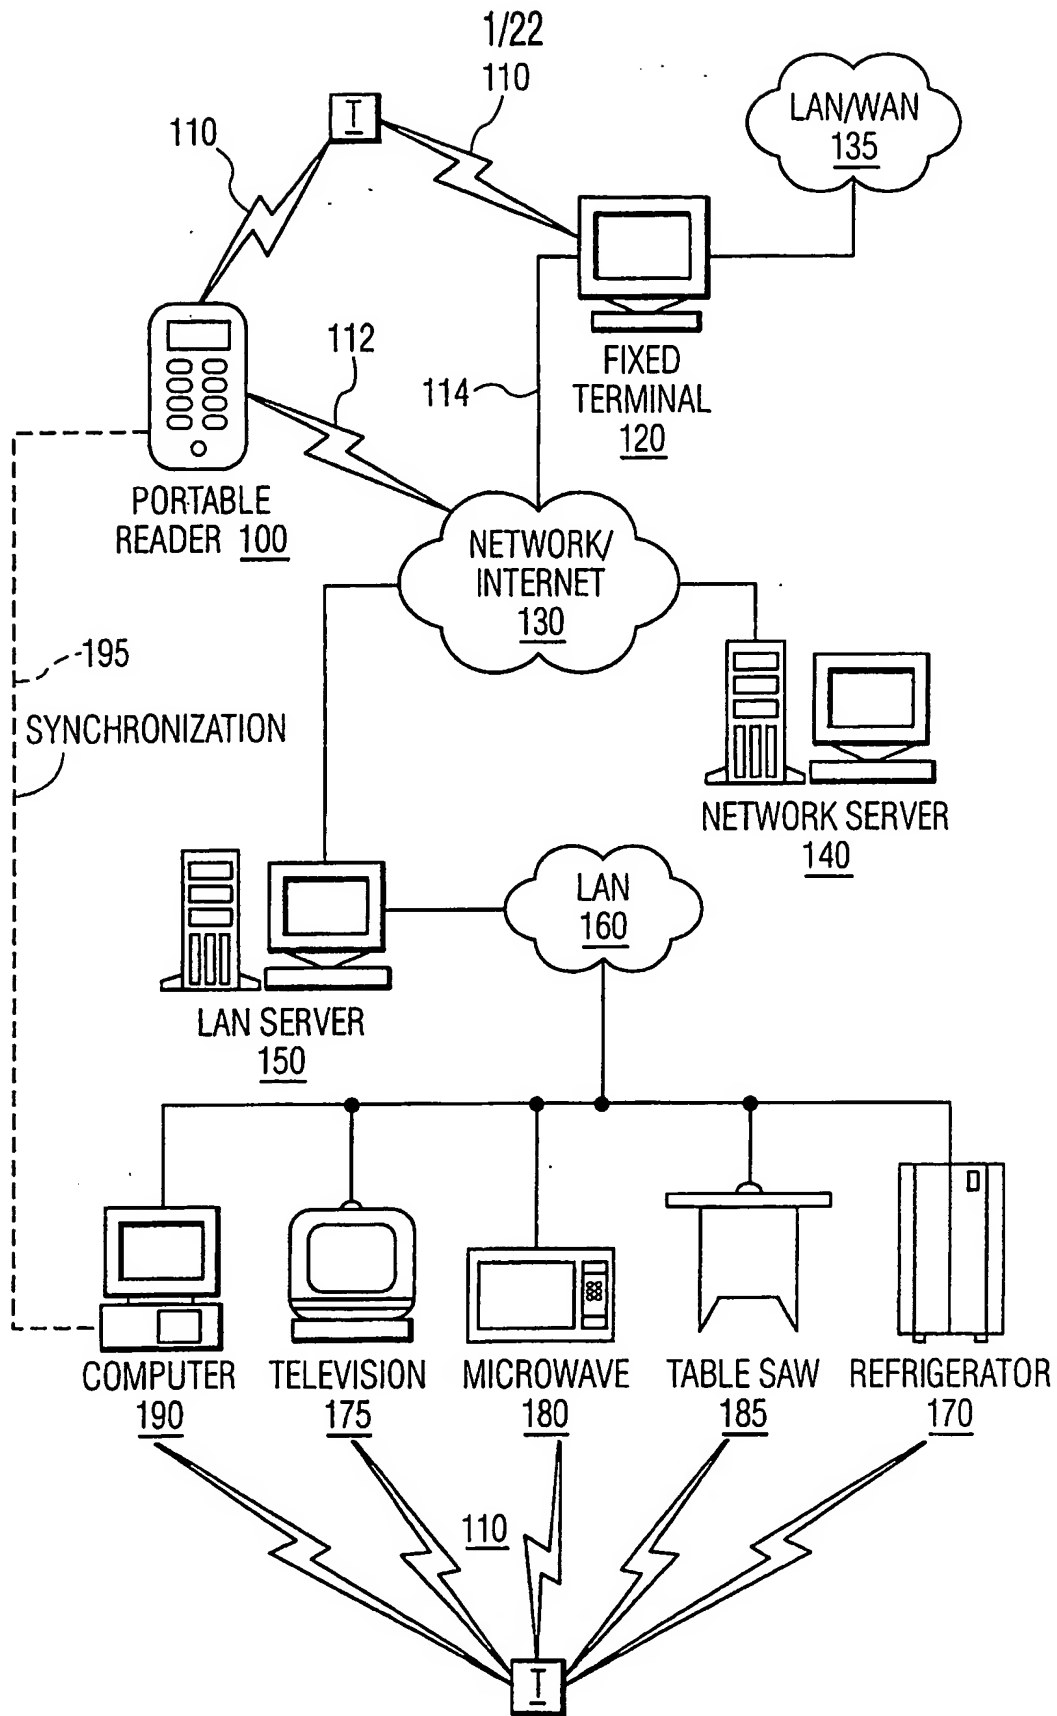 1/22
110
T
110
LAN/WAN
135
112
114
FIXED
TERMINAL
120
PORTABLE
READER 100
NETWORK/
INTERNET
130
195
SYNCHRONIZATION
NETWORK SERVER
140
LAN
160
LAN SERVER
150
COMPUTER
190
TELEVISION
175
MICROWAVE
180
TABLE SAW
185
REFRIGERATOR
170
110
T